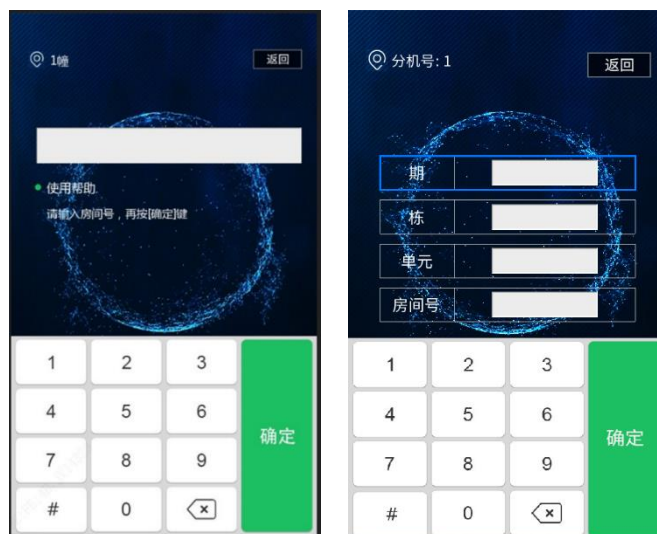 1幢
返回
使用帮助
请输入房间号，再按[确定]键
1 2 3
4 5 6
7 8 9
# 0
确定
分机号: 1
返回
期
栋
单元
房间号
1 2 3
4 5 6
7 8 9
# 0
确定